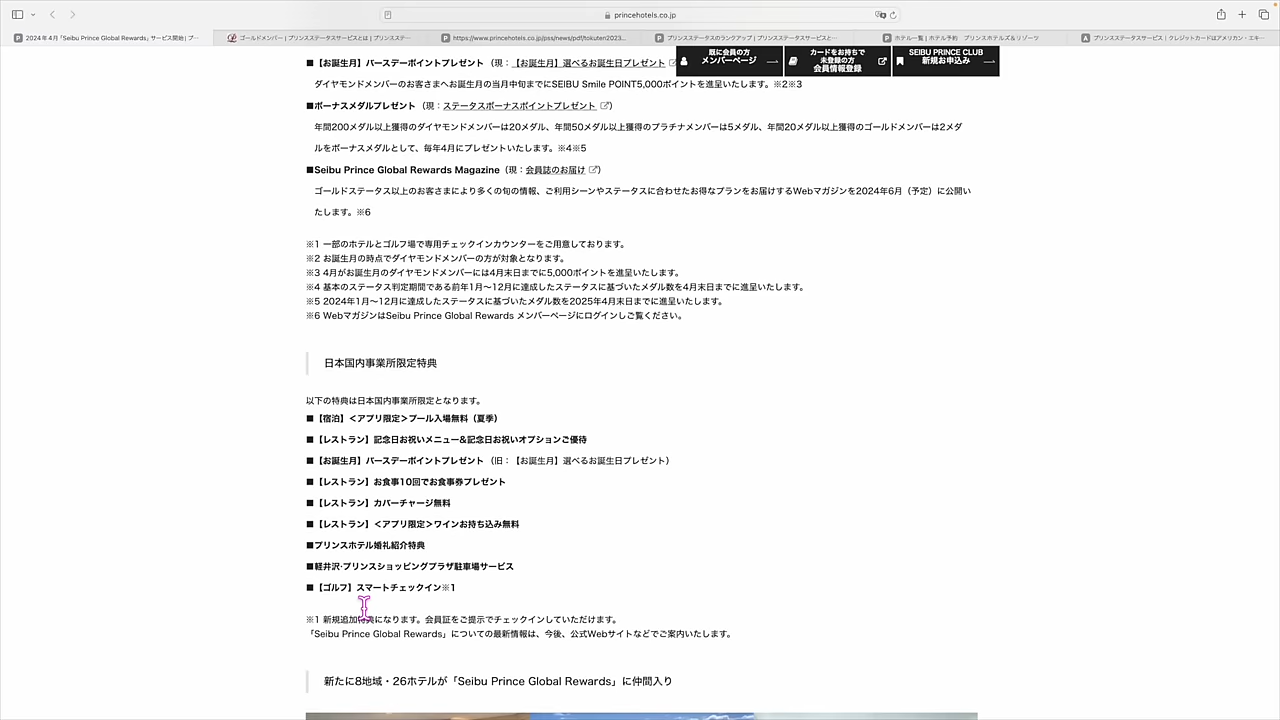 princehotels.co.jp
2024年4月「Seibu Prince Global Rewards」サービス開始｜プ…
ゴールドメンバー｜プリンスステータスサービスとは｜プリンスステー…
https://www.princehotels.co.jp/pss/news/pdf/tokuten2023…
プリンスステータスのランクアップ｜プリンスステータスサービスと…
ホテル一覧｜ホテル予約　プリンスホテルズ＆リゾーツ
プリンスステータスサービス｜クレジットカードはアメリカン・エキ…
既に会員の方
メンバーページ
カードをお持ちで
未登録の方
会員情報登録
SEIBU PRINCE CLUB
新規お申込み
■【お誕生月】バースデーポイントプレゼント（現：【お誕生月】選べるお誕生日プレゼント
ダイヤモンドメンバーのお客さまへお誕生月の当月中旬までにSEIBU Smile POINT5,000ポイントを進呈いたします。※2※3
■ボーナスメダルプレゼント（現：ステータスボーナスポイントプレゼント）
年間200メダル以上獲得のダイヤモンドメンバーは20メダル、年間50メダル以上獲得のプラチナメンバーは5メダル、年間20メダル以上獲得のゴールドメンバーは2メダ
ルをボーナスメダルとして、毎年4月にプレゼントいたします。※4※5
■Seibu Prince Global Rewards Magazine（現：会員誌のお届け）
ゴールドステータス以上のお客さまにより多くの旬の情報、ご利用シーンやステータスに合わせたお得なプランをお届けするWebマガジンを2024年6月（予定）に公開い
たします。※6
※1 一部のホテルとゴルフ場で専用チェックインカウンターをご用意しております。
※2 お誕生月の時点でダイヤモンドメンバーの方が対象となります。
※3 4月がお誕生月のダイヤモンドメンバーには4月末日までに5,000ポイントを進呈いたします。
※4 基本のステータス判定期間である前年1月〜12月に達成したステータスに基づいたメダル数を4月末日までに進呈いたします。
※5 2024年1月〜12月に達成したステータスに基づいたメダル数を2025年4月末日までに進呈いたします。
※6 WebマガジンはSeibu Prince Global Rewards メンバーページにログインしご覧ください。
日本国内事業所限定特典
以下の特典は日本国内事業所限定となります。
■【宿泊】＜アプリ限定＞プール入場無料（夏季）
■【レストラン】記念日お祝いメニュー&記念日お祝いオプションご優待
■【お誕生月】バースデーポイントプレゼント（旧：【お誕生月】選べるお誕生日プレゼント）
■【レストラン】お食事10回でお食事券プレゼント
■【レストラン】カバーチャージ無料
■【レストラン】＜アプリ限定＞ワインお持ち込み無料
■プリンスホテル婚礼紹介特典
■軽井沢･プリンスショッピングプラザ駐車場サービス
■【ゴルフ】スマートチェックイン※1
※1 新規追加特典になります。会員証をご提示でチェックインしていただけます。
「Seibu Prince Global Rewards」についての最新情報は、今後、公式Webサイトなどでご案内いたします。
新たに8地域・26ホテルが「Seibu Prince Global Rewards」に仲間入り